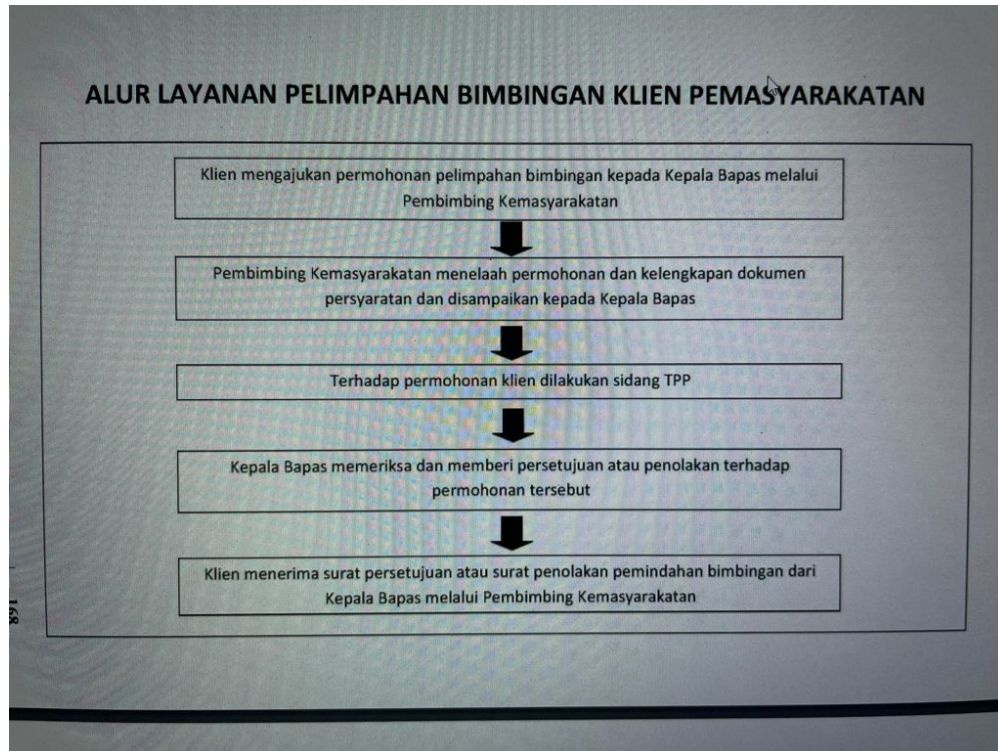 ALUR LAYANAN PELIMPAHAN BIMBINGAN KLIEN PEMASYARAKATAN
Klien mengajukan permohonan pelimpahan bimbingan kepada Kepala Bapas melalui
Pembimbing Kemasyarakatan
Pembimbing Kemasyarakatan menelaah permohonan dan kelengkapan dokumen
persyaratan dan disampaikan kepada Kepala Bapas
Terhadap permohonan klien dilakukan sidang TPP
Kepala Bapas memeriksa dan memberi persetujuan atau penolakan terhadap
permohonan tersebut
Klien menerima surat persetujuan atau surat penolakan pemindahan bimbingan dari
Kepala Bapas melalui Pembimbing Kemasyarakatan
168